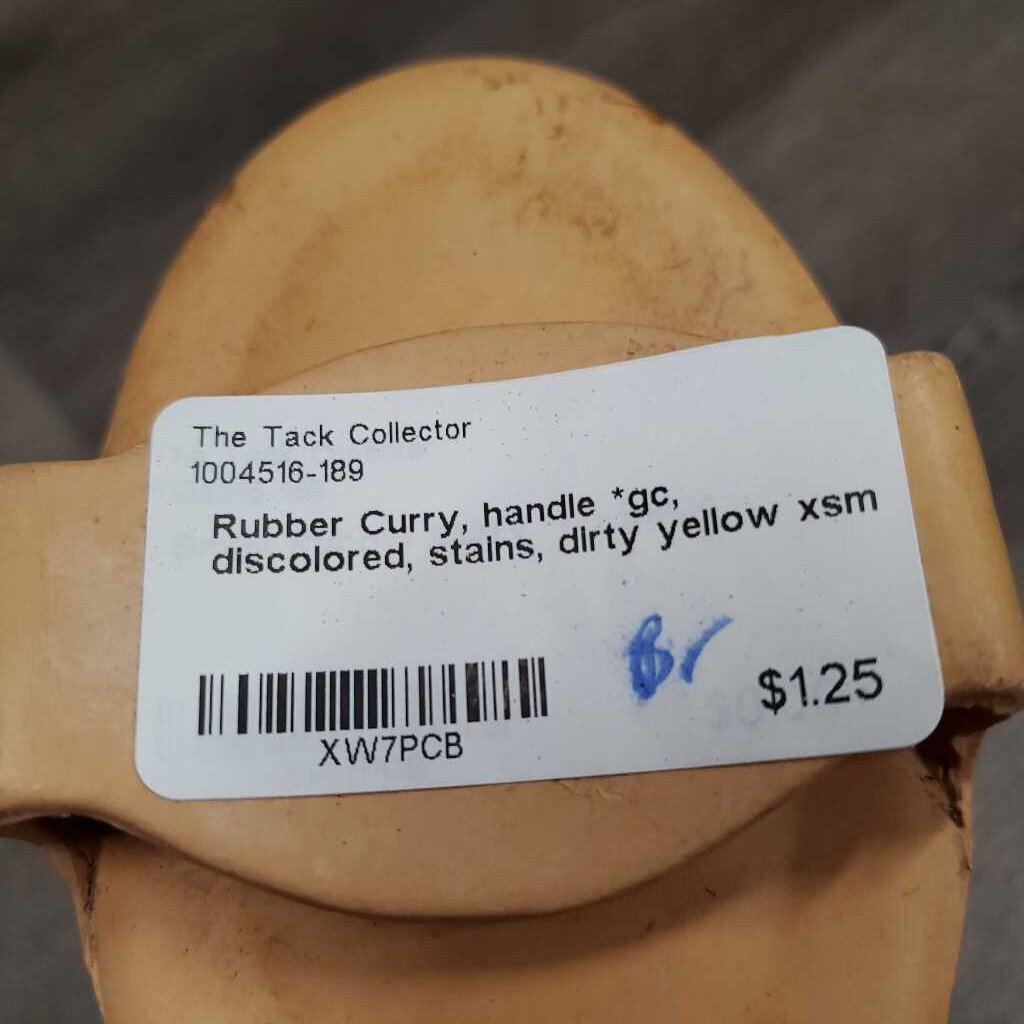 The Tack Collector
1004516-189
Rubber Curry, handle *gc,
discolored, stains, dirty yellow xsm
$1.25
XW7PCB